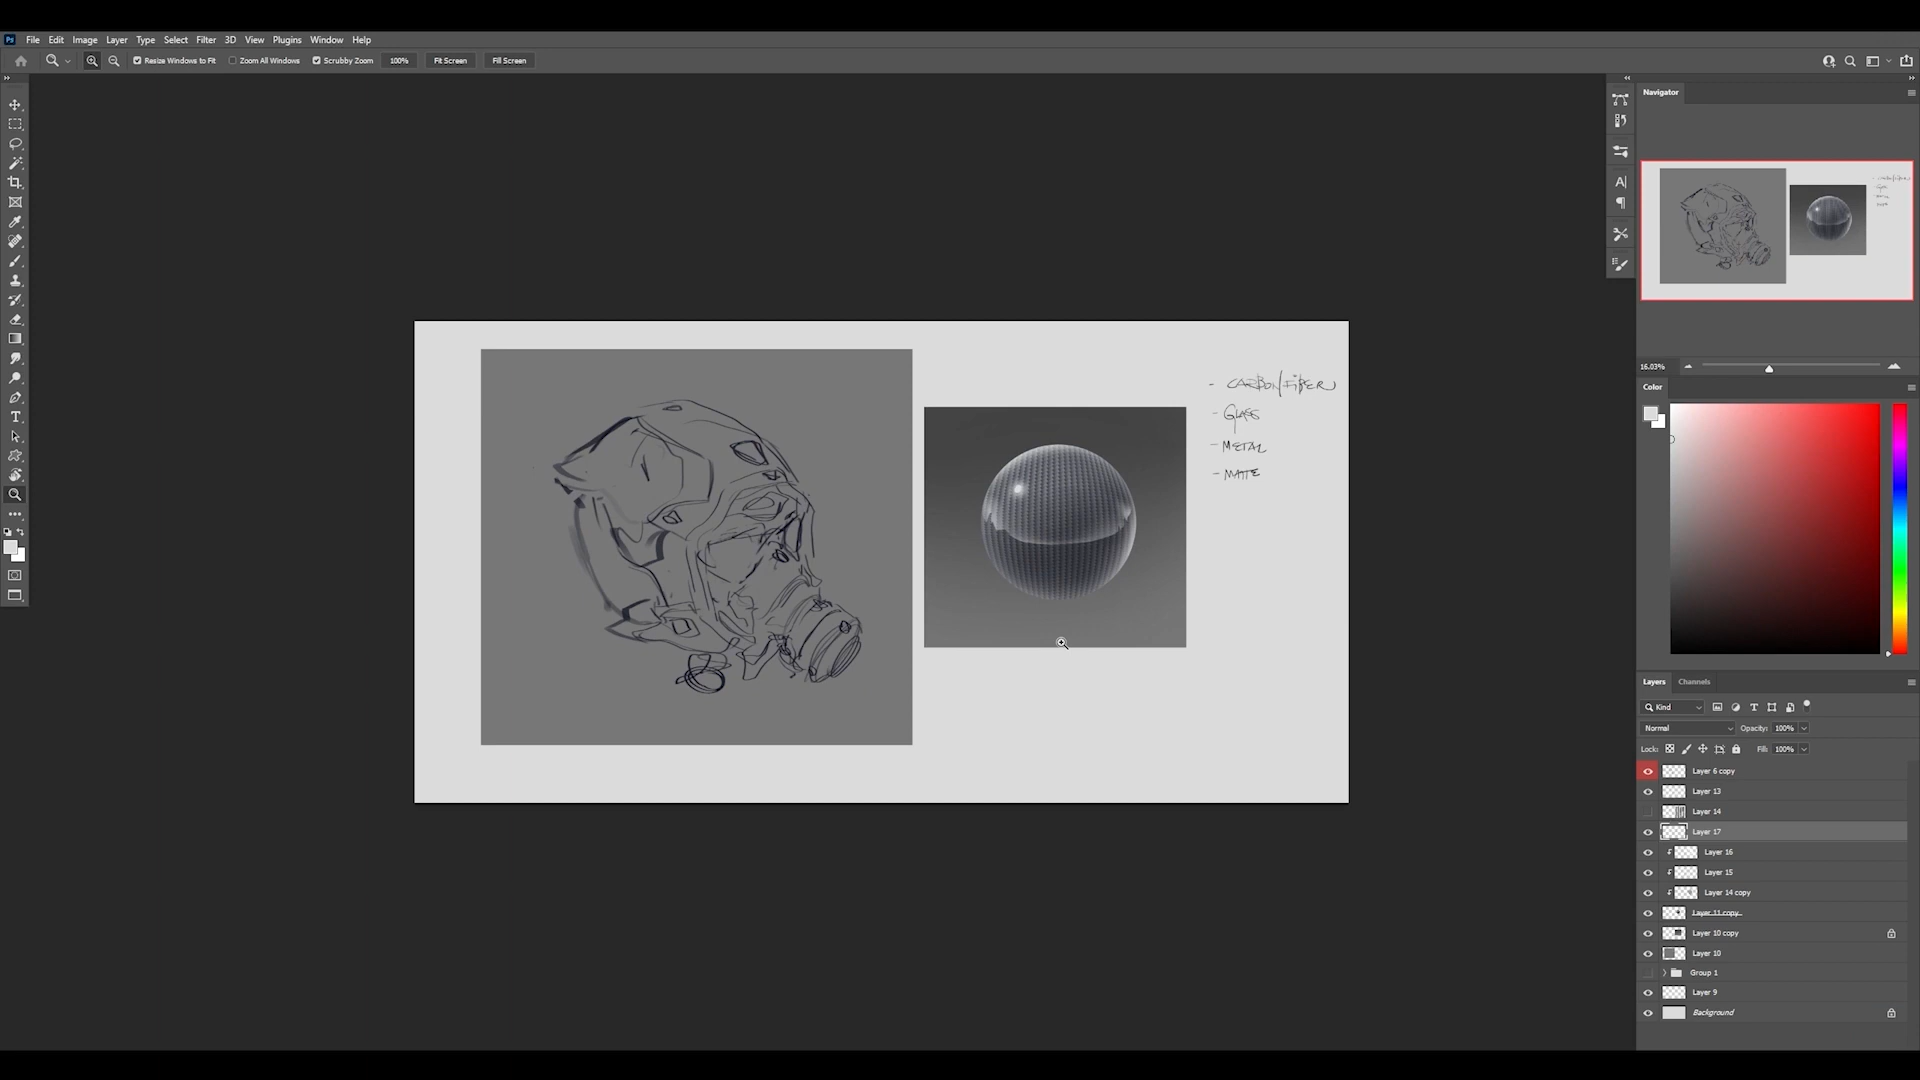 Ps File Edit Image Layer Type Select Filter 3D View Plugins Window Help
Resize Windows to Fit Zoom All Windows Scrubby Zoom 100% Fit Screen Fill Screen
Navigator
16.03%
Color
- CARBON/FIBER
- GLASS
- METAL
- MATTE
Layers Channels
Kind
Normal Opacity: 100%
Lock: Fill: 100%
Layer 6 copy
Layer 13
Layer 14
Layer 17
Layer 16
Layer 15
Layer 14 copy
Layer 11 copy
Layer 10 copy
Layer 10
Group 1
Layer 9
Background